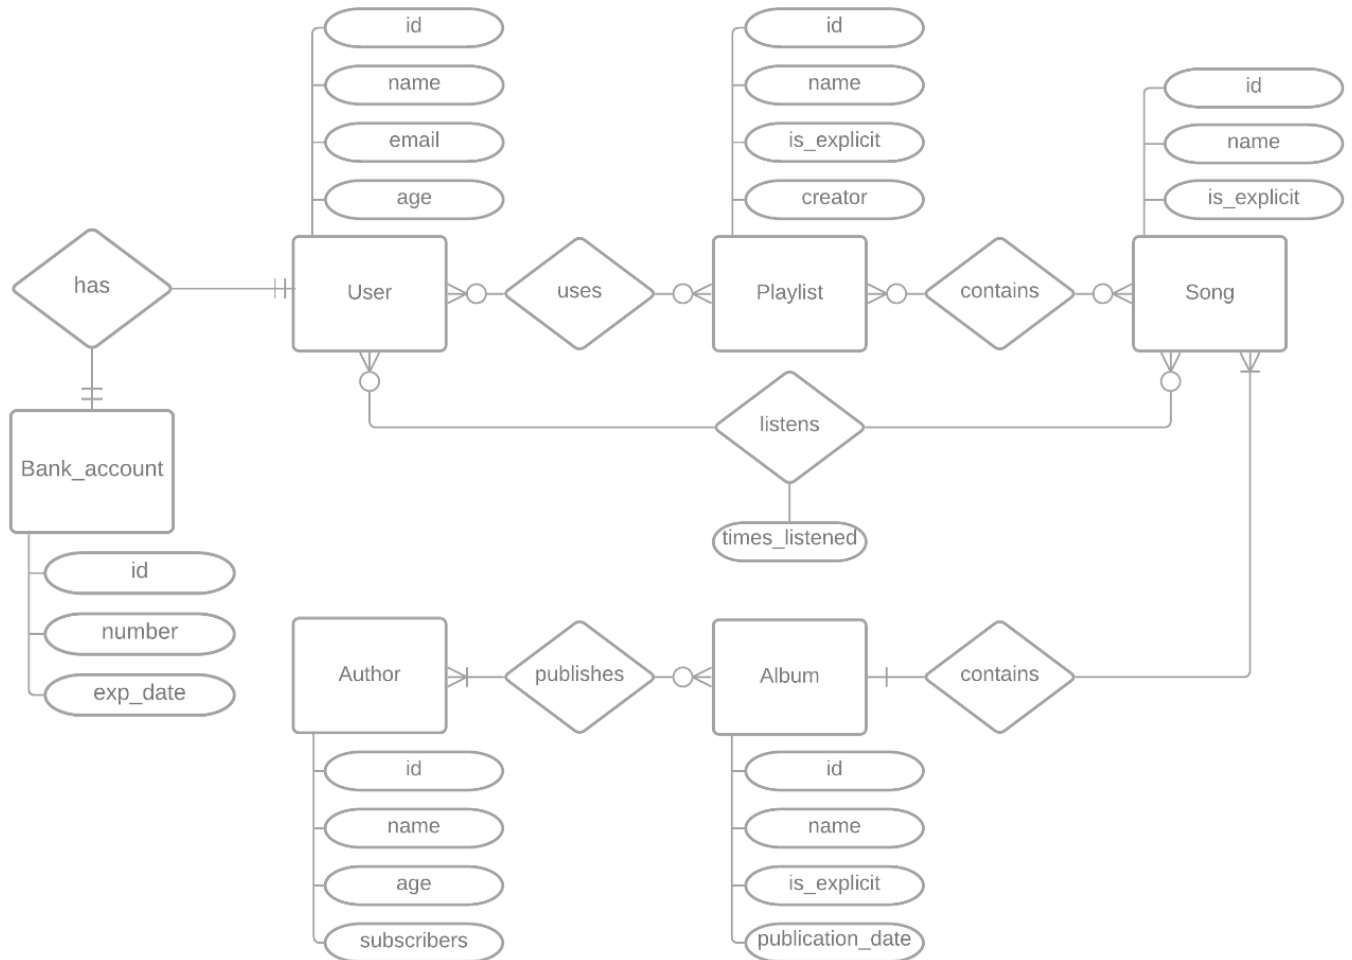 id
name
email
age
id
name
is_explicit
creator
id
name
is_explicit
has
User
uses
Playlist
contains
Song
listens
times_listened
Bank_account
id
number
exp_date
Author
publishes
Album
contains
id
name
age
subscribers
id
name
is_explicit
publication_date